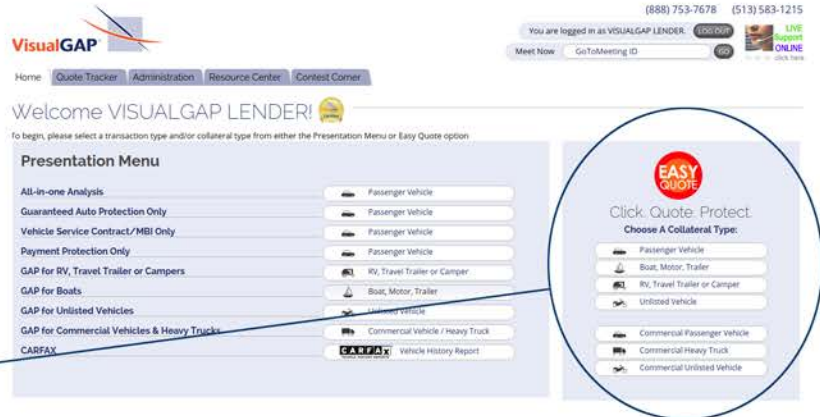 (888) 753-7678 (513) 583-1215
You are logged in as VISUALGAP LENDER. LOG OUT
LIVE
Support
ONLINE
click here
Meet Now GoToMeeting ID GO
VisualGAP
Home Quote Tracker Administration Resource Center Contest Corner
Welcome VISUALGAP LENDER!
To begin, please select a transaction type and/or collateral type from either the Presentation Menu or Easy Quote option
Presentation Menu
All-in-one Analysis Passenger Vehicle
Guaranteed Auto Protection Only Passenger Vehicle
Vehicle Service Contract/MBI Only Passenger Vehicle
Payment Protection Only Passenger Vehicle
GAP for RV, Travel Trailer or Campers RV, Travel Trailer or Camper
GAP for Boats Boat, Motor, Trailer
GAP for Unlisted Vehicles Unlisted Vehicle
GAP for Commercial Vehicles & Heavy Trucks Commercial Vehicle / Heavy Truck
CARFAX CARFAX Vehicle History Report
EASY
QUOTE
Click. Quote. Protect.
Choose A Collateral Type:
Passenger Vehicle
Boat, Motor, Trailer
RV, Travel Trailer or Camper
Unlisted Vehicle
Commercial Passenger Vehicle
Commercial Heavy Truck
Commercial Unlisted Vehicle